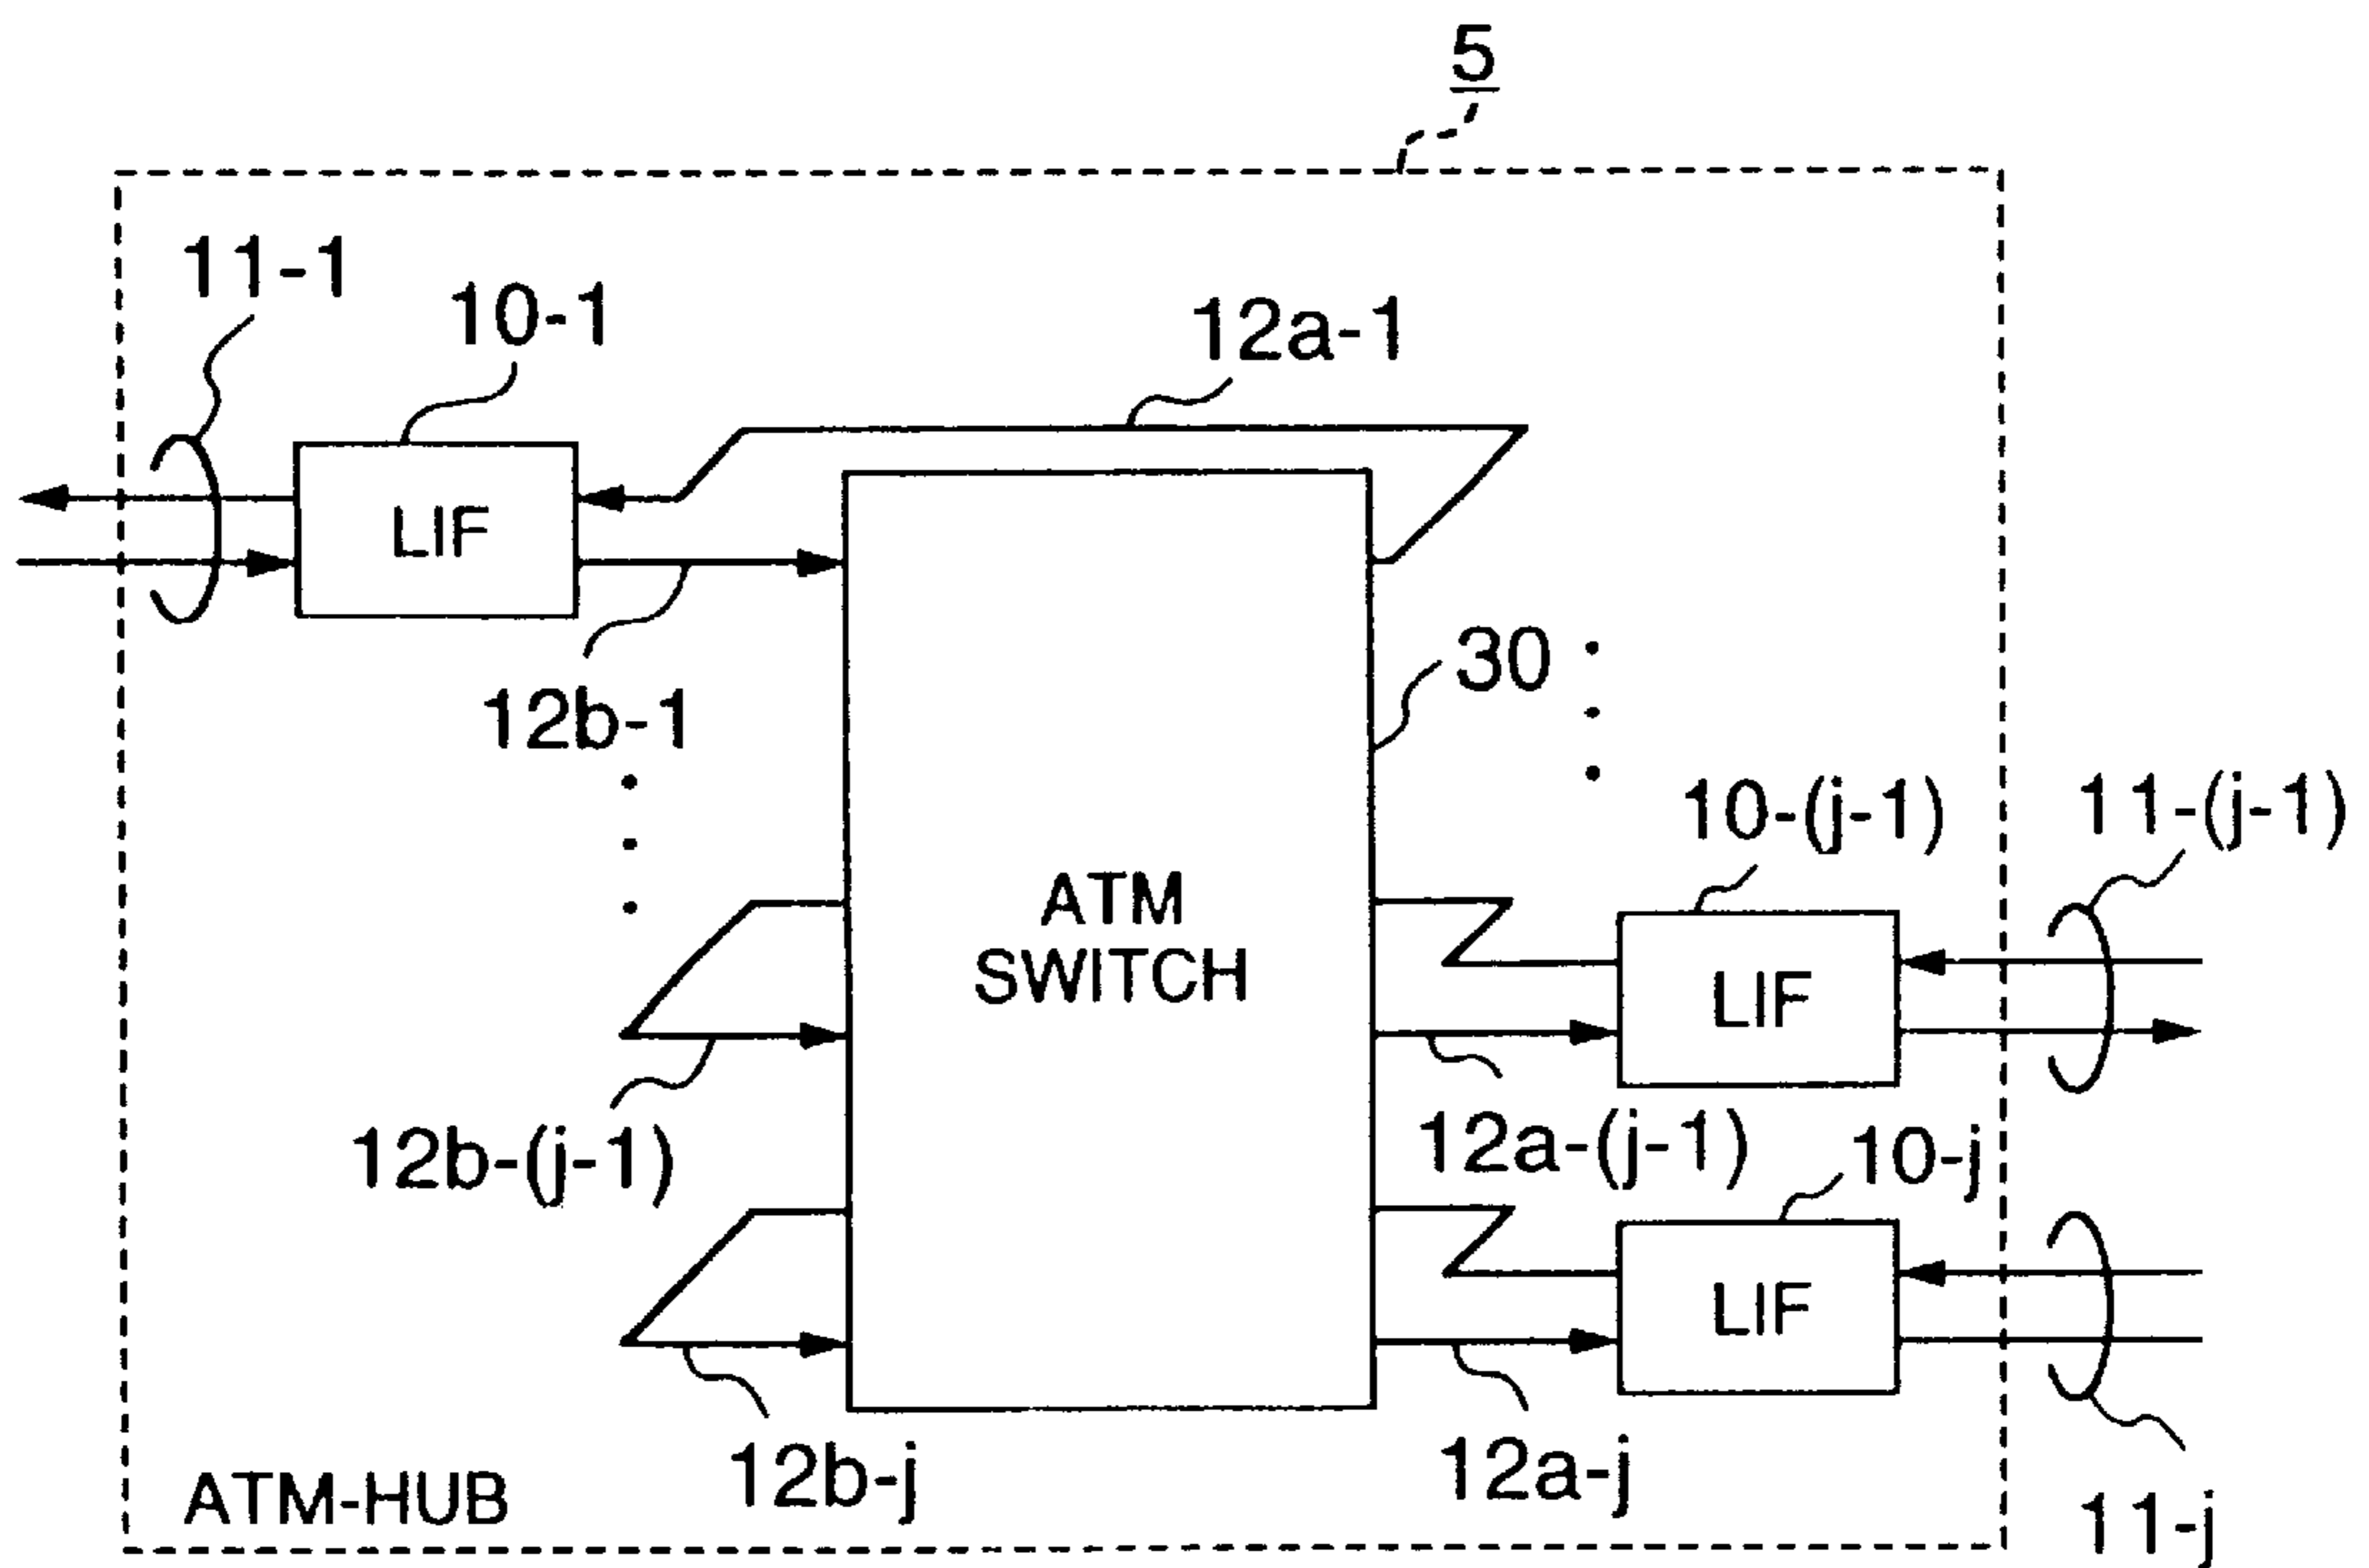 5
11-1
10-1
12a-1
LIF
12b-1
30
10-(j-1)
11-(j-1)
ATM
SWITCH
LIF
12b-(j-1)
12a-(j-1)
10-j
LIF
12b-j
12a-j
ATM-HUB
11-j